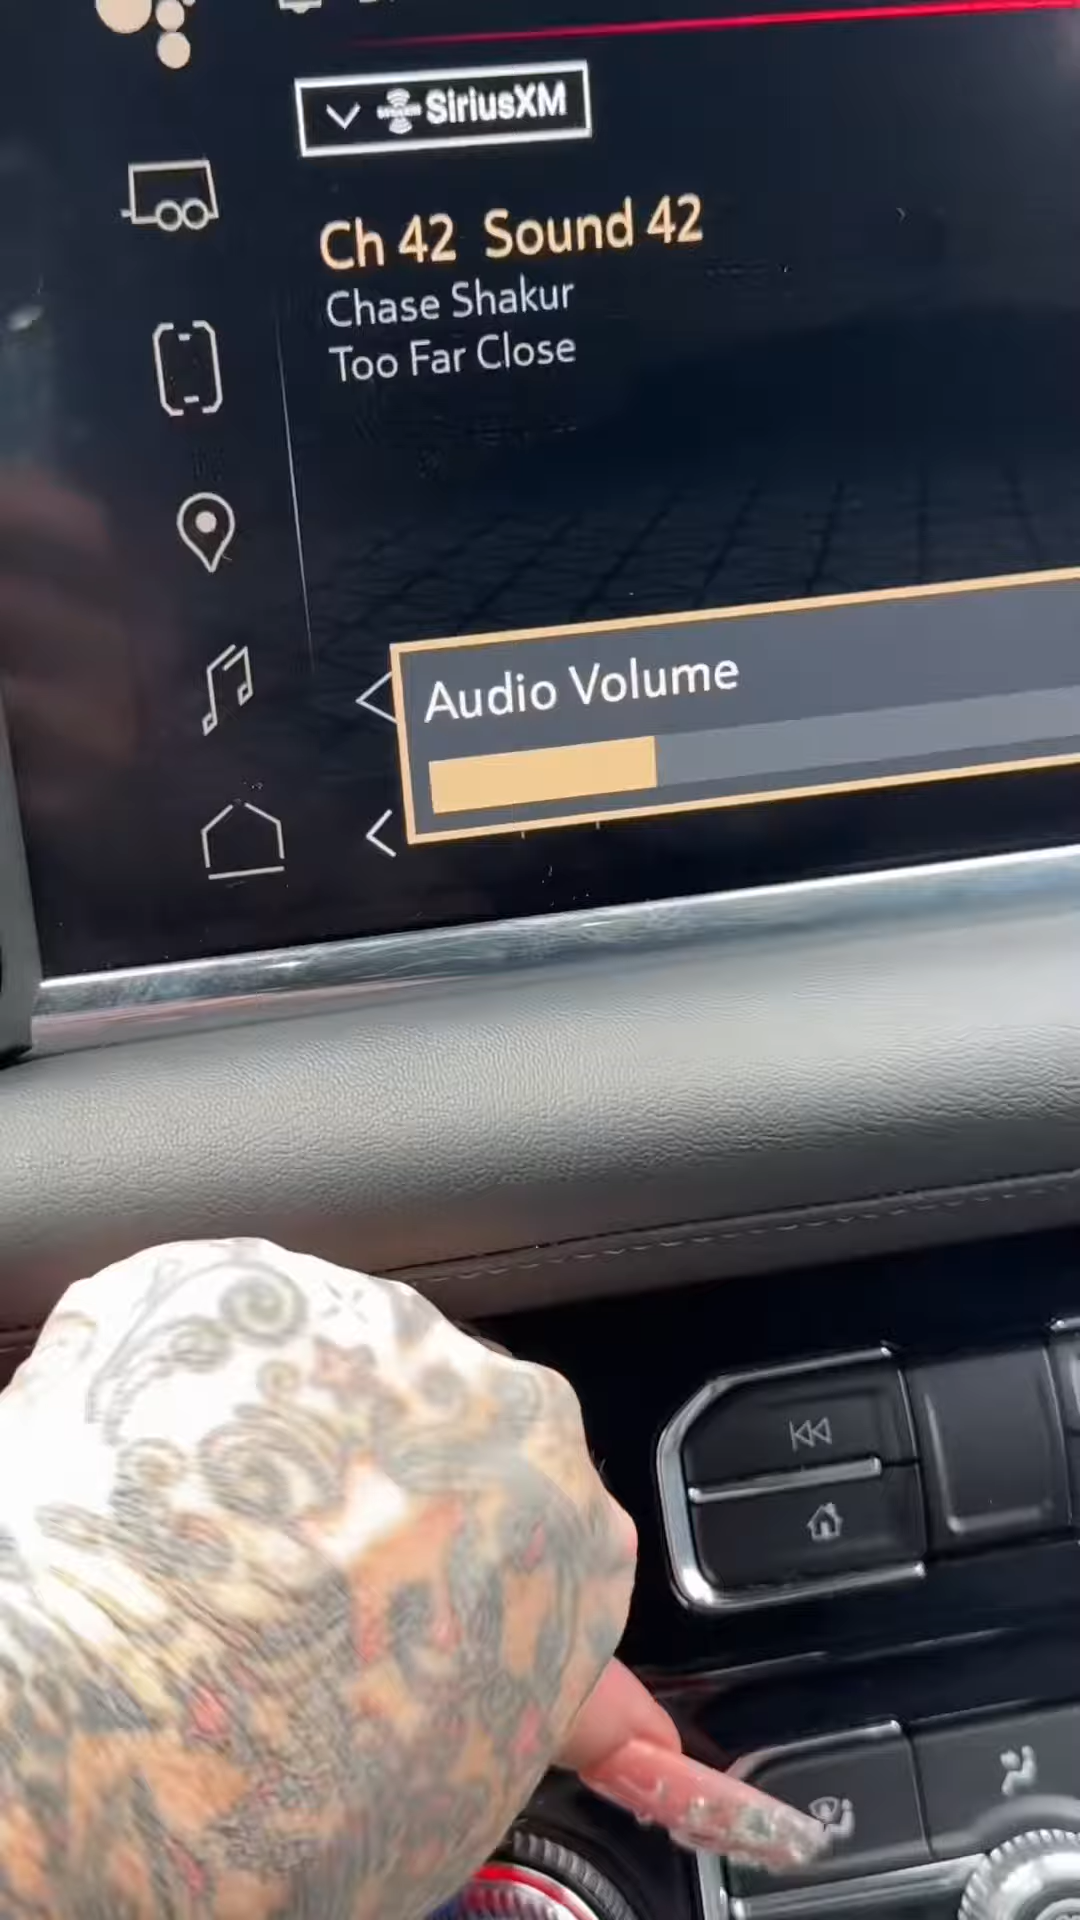 SiriusXM
Ch 42 Sound 42
Chase Shakur
Too Far Close
Audio Volume